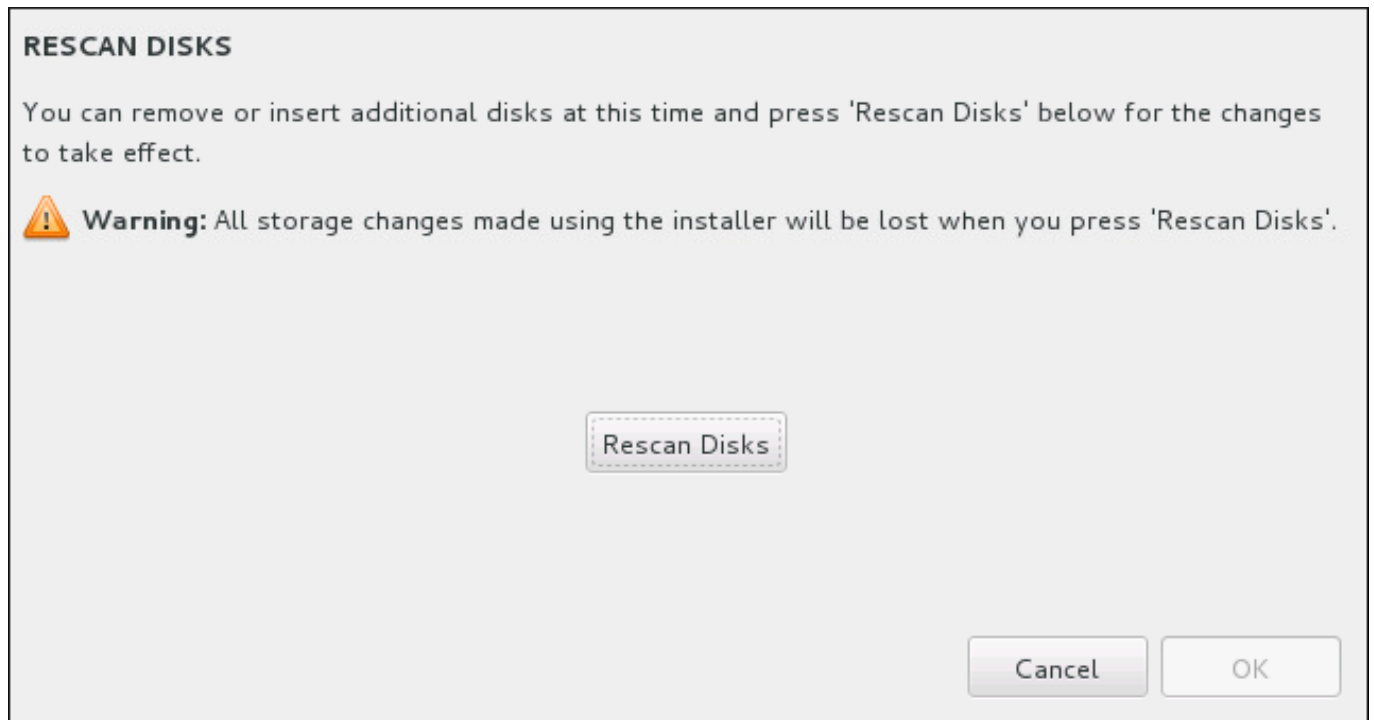 RESCAN DISKS
You can remove or insert additional disks at this time and press 'Rescan Disks' below for the changes
to take effect.
Warning: All storage changes made using the installer will be lost when you press 'Rescan Disks'.
Rescan Disks
Cancel
OK